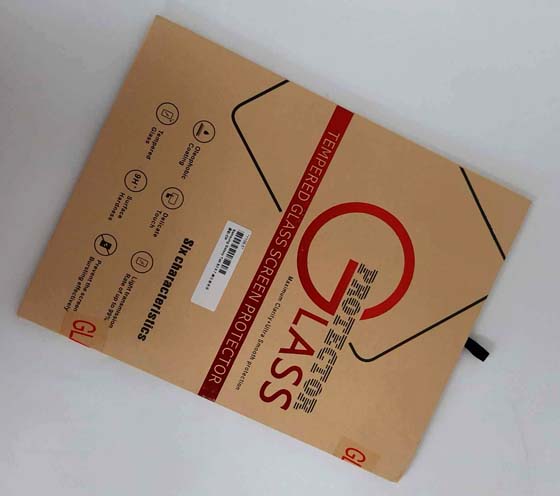 PROTECTOR
GLASS
Maximum Clarity+Ultra Smooth protection
TEMPERED GLASS SCREEN PROTECTOR
Six characteristics
Oleophobic
Coating
Delicate
Touch
Light transmission
Rate of up to 99%
Tempered
Glass
9H+
Surface
Hardness
Prevent the screen
Bursting effectively
GL
GL